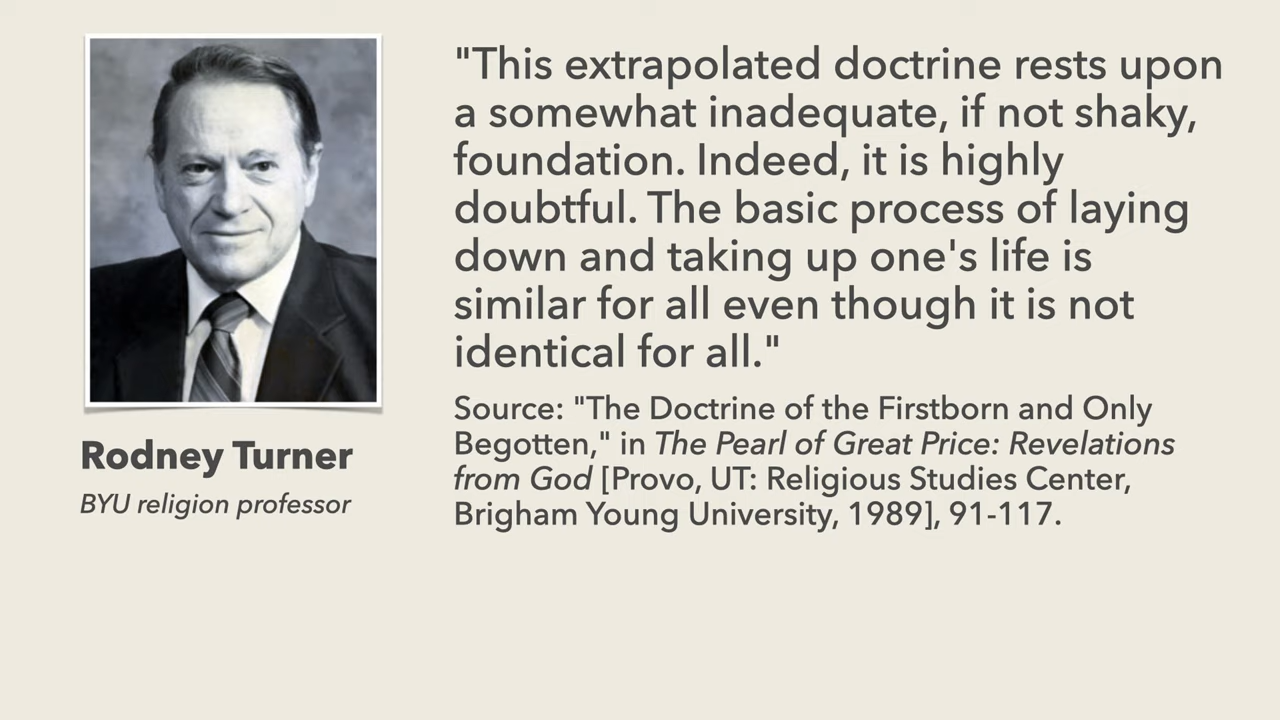 "This extrapolated doctrine rests upon
a somewhat inadequate, if not shaky,
foundation. Indeed, it is highly
doubtful. The basic process of laying
down and taking up one's life is
similar for all even though it is not
identical for all."
Source: "The Doctrine of the Firstborn and Only
Begotten," in The Pearl of Great Price: Revelations
from God [Provo, UT: Religious Studies Center,
Brigham Young University, 1989], 91-117.
Rodney Turner
BYU religion professor